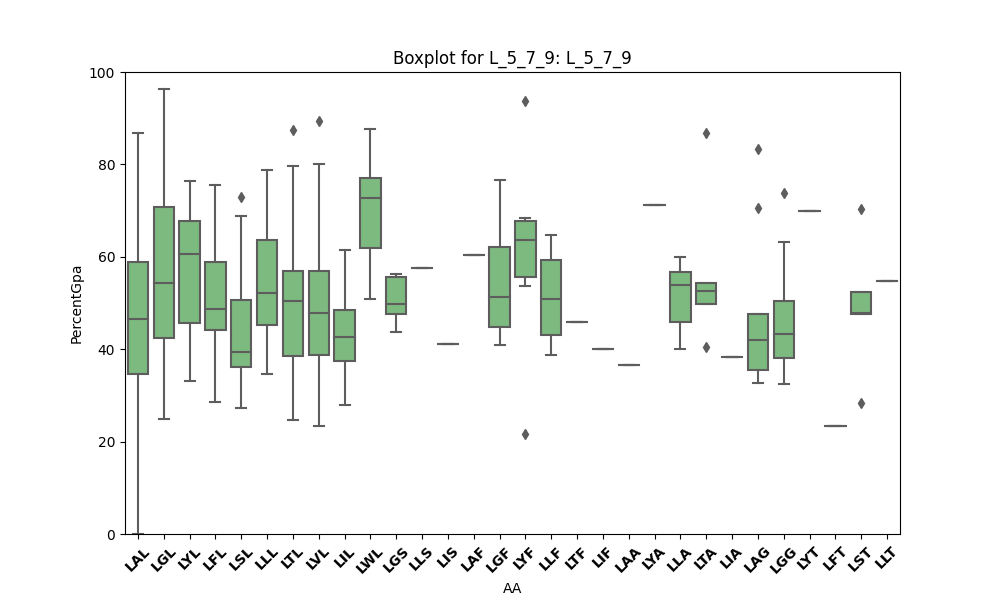 Boxplot for L_5_7_9: L_5_7_9
PercentGpa
100
80
60
40
20
0
LAL LGL LYL LFL LSL LLL LTL LVL LIL LWL LGS LLS LIS LAF LGF LYF LLF LTF LIF LAA LYA LLA LTA LIA LAG LGG LYT LFT LST LLT
AA